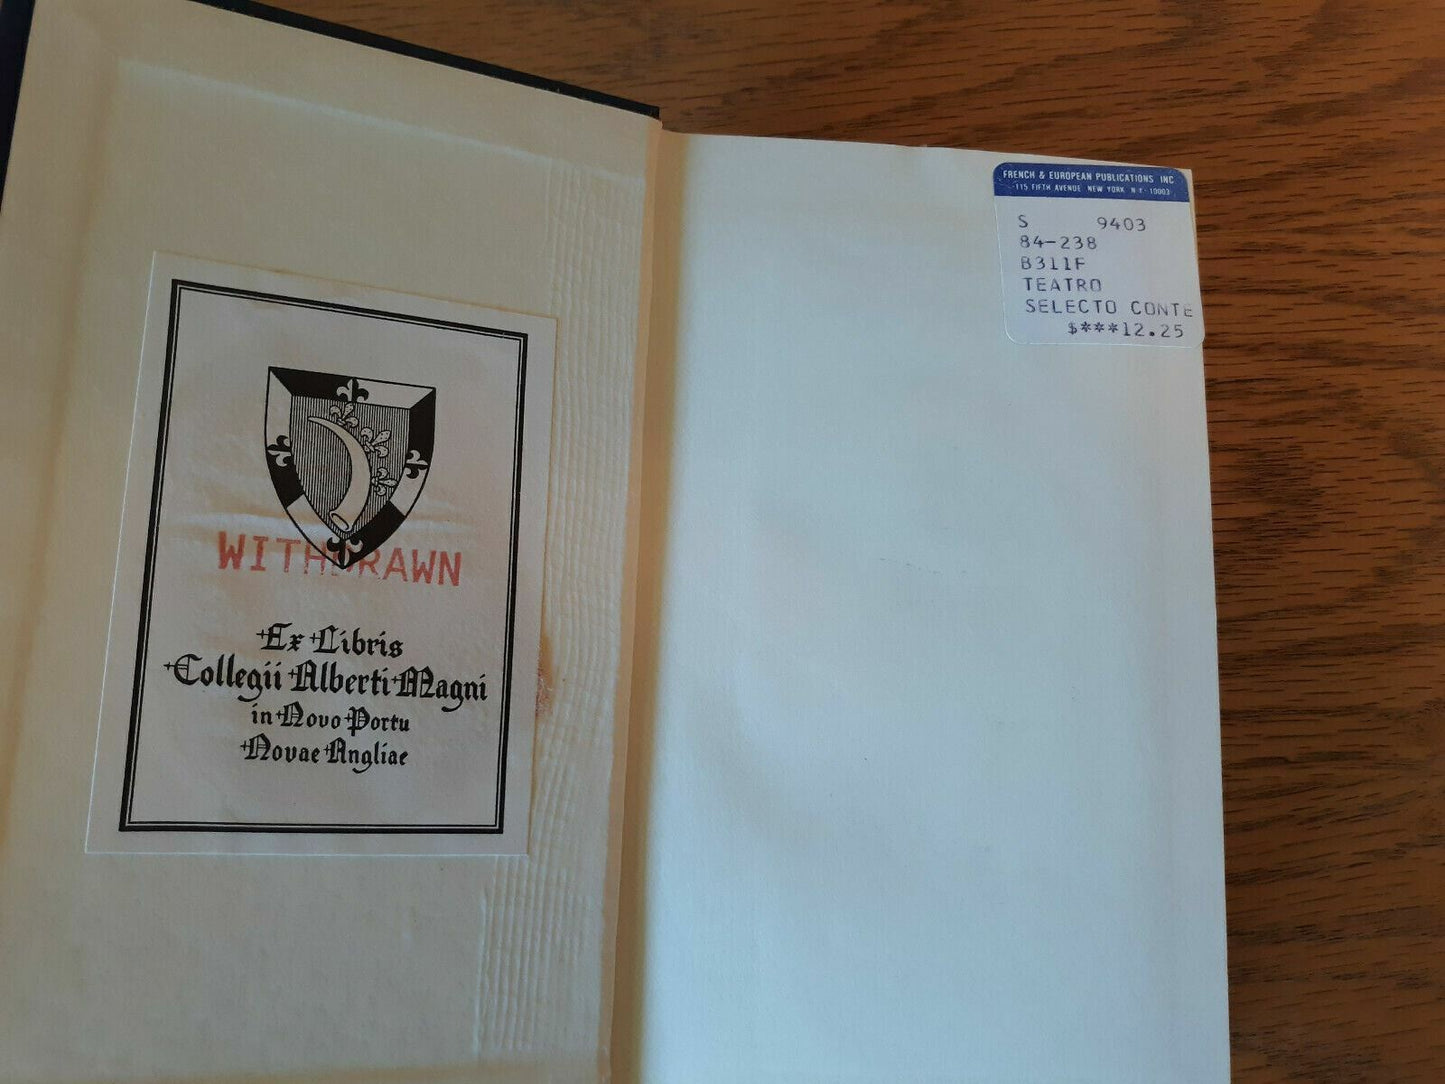 WITHDRAWN
Ex Libris
Collegii Alberti Magni
in Novo Portu
Novae Angliae
FRENCH & EUROPEAN PUBLICATIONS INC
115 FIFTH AVENUE NEW YORK N.Y. 10003
S 9403
84-238
B311F
TEATRO
SELECTO CONTE
$***12.25